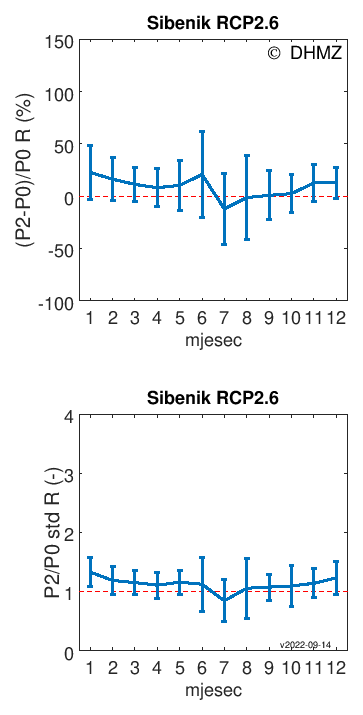 Sibenik RCP2.6
150
© DHMZ
100
50
0
-50
-100
(P2-P0)/P0 R (%)
1 2 3 4 5 6 7 8 9 10 11 12
mjesec
Sibenik RCP2.6
4
3
2
1
0
P2/P0 std R (-)
v2022-09-14
1 2 3 4 5 6 7 8 9 10 11 12
mjesec